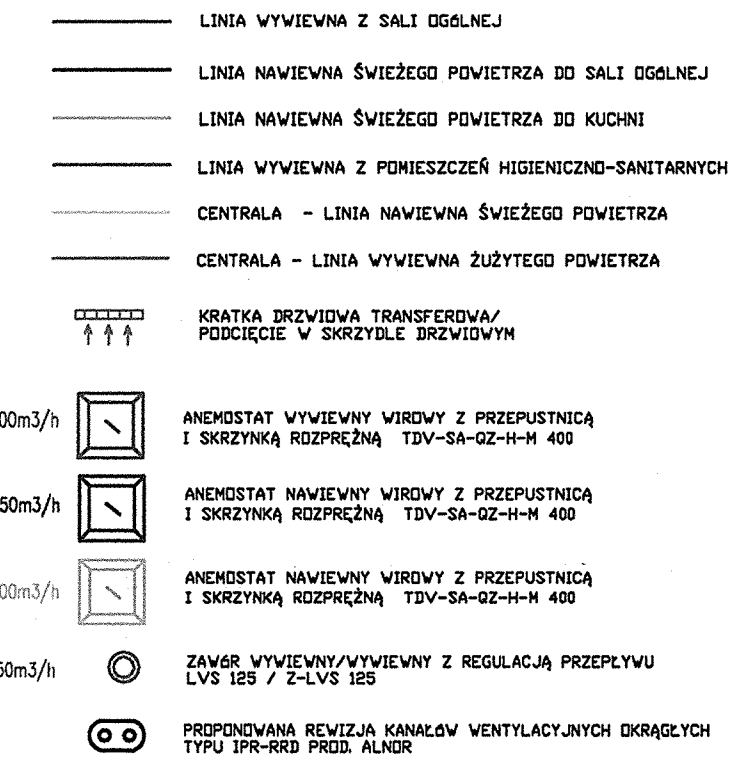 LINIA WYWIEWNA Z SALI OGÓLNEJ
LINIA NAWIEWNA ŚWIEŻEGO POWIETRZA DO SALI OGÓLNEJ
LINIA NAWIEWNA ŚWIEŻEGO POWIETRZA DO KUCHNI
LINIA WYWIEWNA Z POMIESZCZEŃ HIGIENICZNO-SANITARNYCH
CENTRALA - LINIA NAWIEWNA ŚWIEŻEGO POWIETRZA
CENTRALA - LINIA WYWIEWNA ŻUŻYTEGO POWIETRZA
KRATKA DRZWIOWA TRANSFEROWA/
PODCIĘCIE W SKRZYDLE DRZWIOWYM
00m3/h
ANEMOSTAT WYWIEWNY WIROWY Z PRZEPUSTNICĄ
I SKRZYNKĄ ROZPRĘŻNĄ TDV-SA-QZ-H-M 400
50m3/h
ANEMOSTAT NAWIEWNY WIROWY Z PRZEPUSTNICĄ
I SKRZYNKĄ ROZPRĘŻNĄ TDV-SA-QZ-H-M 400
00m3/h
ANEMOSTAT NAWIEWNY WIROWY Z PRZEPUSTNICĄ
I SKRZYNKĄ ROZPRĘŻNĄ TDV-SA-QZ-H-M 400
50m3/h
ZAWÓR WYWIEWNY/WYWIEWNY Z REGULACJĄ PRZEPŁYWU
LVS 125 / Z-LVS 125
PROPONOWANA REWIZJA KANAŁÓW WENTYLACYJNYCH OKRĄGŁYCH
TYPU IPR-RRD PROD. ALNOR